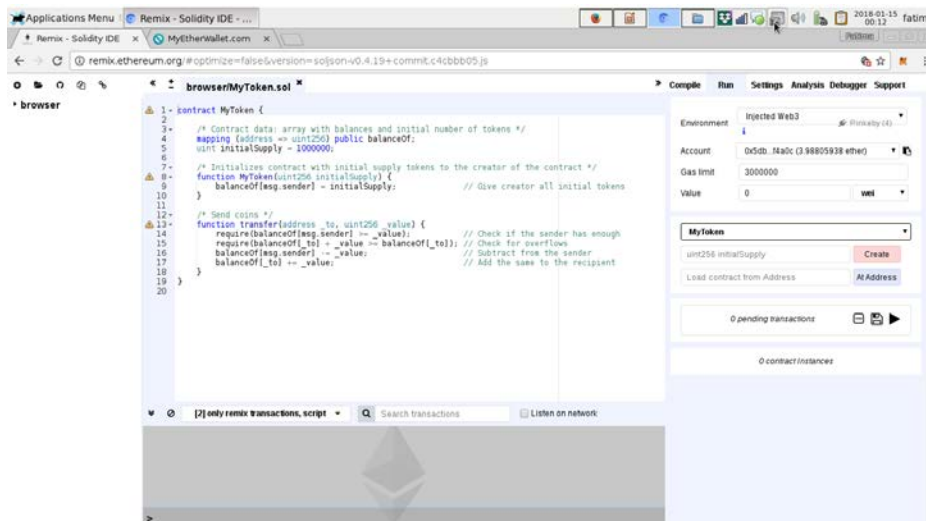 Applications Menu
Remix - Solidity IDE - ...
2018-01-15
00:12
fatim
Remix - Solidity IDE x
MyEtherWallet.com x
remix.ethereum.org/#optimize=false&version=soljson-v0.4.19+commit.c4cbbb05.js
browser
browser/MyToken.sol
1 contract MyToken {
2
3 /* Contract data: array with balances and initial number of tokens */
4 mapping (address => uint256) public balanceOf;
5 uint initialSupply = 1000000;
6
7 /* Initializes contract with initial supply tokens to the creator of the contract */
8 function MyToken(uint256 initialSupply) {
9 balanceOf[msg.sender] = initialSupply; // Give creator all initial tokens
10 }
11
12 /* Send coins */
13 function transfer(address _to, uint256 _value) {
14 require(balanceOf[msg.sender] >= _value); // Check if the sender has enough
15 require(balanceOf[_to] + _value >= balanceOf[_to]); // Check for overflows
16 balanceOf[msg.sender] -= _value; // Subtract from the sender
17 balanceOf[_to] += _value; // Add the same to the recipient
18 }
19 }
20
[2] only remix transactions, script
Search transactions
Listen on network
>
Compile Run Settings Analysis Debugger Support
Environment Injected Web3 Rinkeby (4)
Account 0x5db...f4a0c (3.98805938 ether)
Gas limit 3000000
Value 0 wei
MyToken
uint256 initialSupply Create
Load contract from Address At Address
0 pending transactions
0 contract Instances